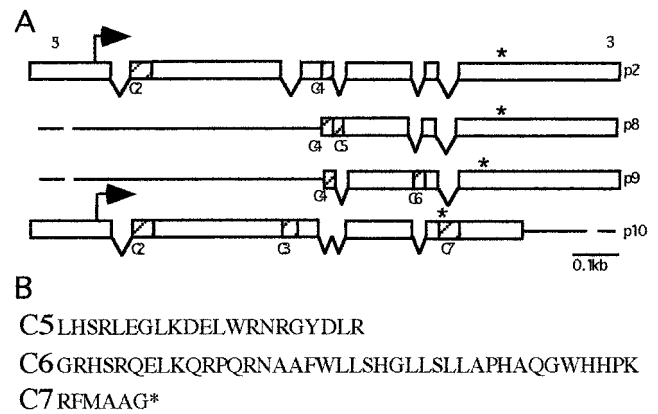 A
5 3
* p2
C2 C4
* p8
C4 C5
* p9
C4 C6
* p10
C2 C3 C7
0.1kb
B
C5 LHSRLEGLKDELWRNRGYDLR
C6 GRHSRQELKQRPQRNAAFWLLSHGLLSLLAPHAQGWHHPK
C7 RFMAAG*